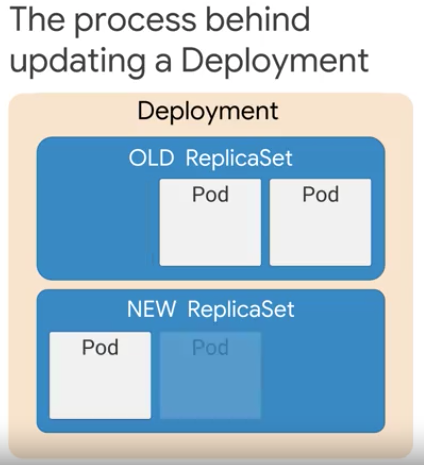 The process behind
updating a Deployment
Deployment
OLD ReplicaSet
Pod Pod
NEW ReplicaSet
Pod Pod